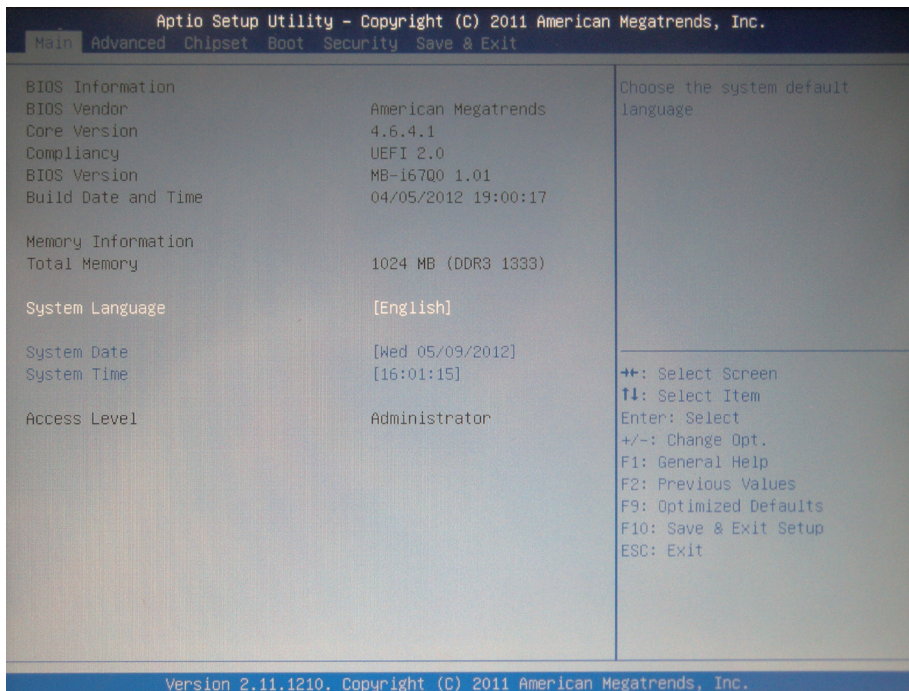 Aptio Setup Utility – Copyright (C) 2011 American Megatrends, Inc.
Main Advanced Chipset Boot Security Save & Exit
BIOS Information
BIOS Vendor American Megatrends
Core Version 4.6.4.1
Compliancy UEFI 2.0
BIOS Version MB-i67Q0 1.01
Build Date and Time 04/05/2012 19:00:17
Memory Information
Total Memory 1024 MB (DDR3 1333)
System Language [English]
System Date [Wed 05/09/2012]
System Time [16:01:15]
Access Level Administrator
Choose the system default
language
→←: Select Screen
↑↓: Select Item
Enter: Select
+/-: Change Opt.
F1: General Help
F2: Previous Values
F9: Optimized Defaults
F10: Save & Exit Setup
ESC: Exit
Version 2.11.1210. Copyright (C) 2011 American Megatrends, Inc.